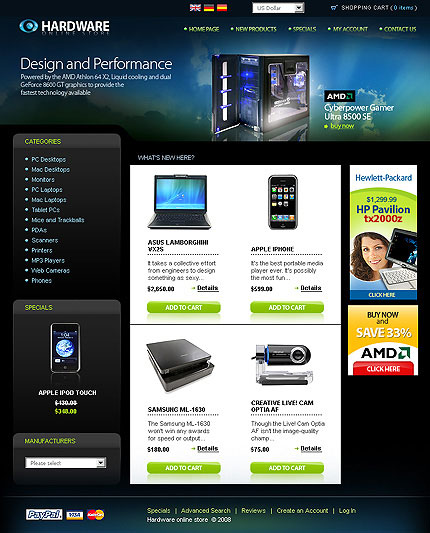 HARDWARE
ONLINE STORE
US Dollar
SHOPPING CART ( 0 items )
HOME PAGE
NEW PRODUCTS
SPECIALS
MY ACCOUNT
CONTACT US
Design and Performance
Powered by the AMD Athlon 64 X2, Liquid cooling and dual
GeForce 8600 GT graphics to provide the
fastest technology available
AMD
Cyberpower Gamer
Ultra 8500 SE
buy now
CATEGORIES
PC Desktops
Mac Desktops
Monitors
PC Laptops
Mac Laptops
Tablet PCs
Mice and Trackballs
PDAs
Scanners
Printers
MP3 Players
Web Cameras
Phones
SPECIALS
APPLE IPOD TOUCH
$348.00
MANUFACTURERS
Please select
WHAT'S NEW HERE?
ASUS LAMBORGHINI
VX2S
It takes a collective effort
from engineers to design
something as sexy...
$2,850.00
Details
ADD TO CART
APPLE IPHONE
It's the best portable media
player ever. It's possibly
the most fun...
$599.00
Details
ADD TO CART
SAMSUNG ML-1630
The Samsung ML-1630
won't win any awards
for speed or output...
$180.00
Details
ADD TO CART
CREATIVE LIVE! CAM
OPTIA AF
Though the Live! Cam Optia
AF isn't the image-quality
champ...
$75.00
Details
ADD TO CART
Hewlett-Packard
$1,299.99
HP Pavilion
tx2000z
CLICK HERE
BUY NOW
and
SAVE 33%
AMD
CLICK HERE
PayPal
VISA
Specials | Advanced Search | Reviews | Create an Account | Log In
Hardware online store © 2008